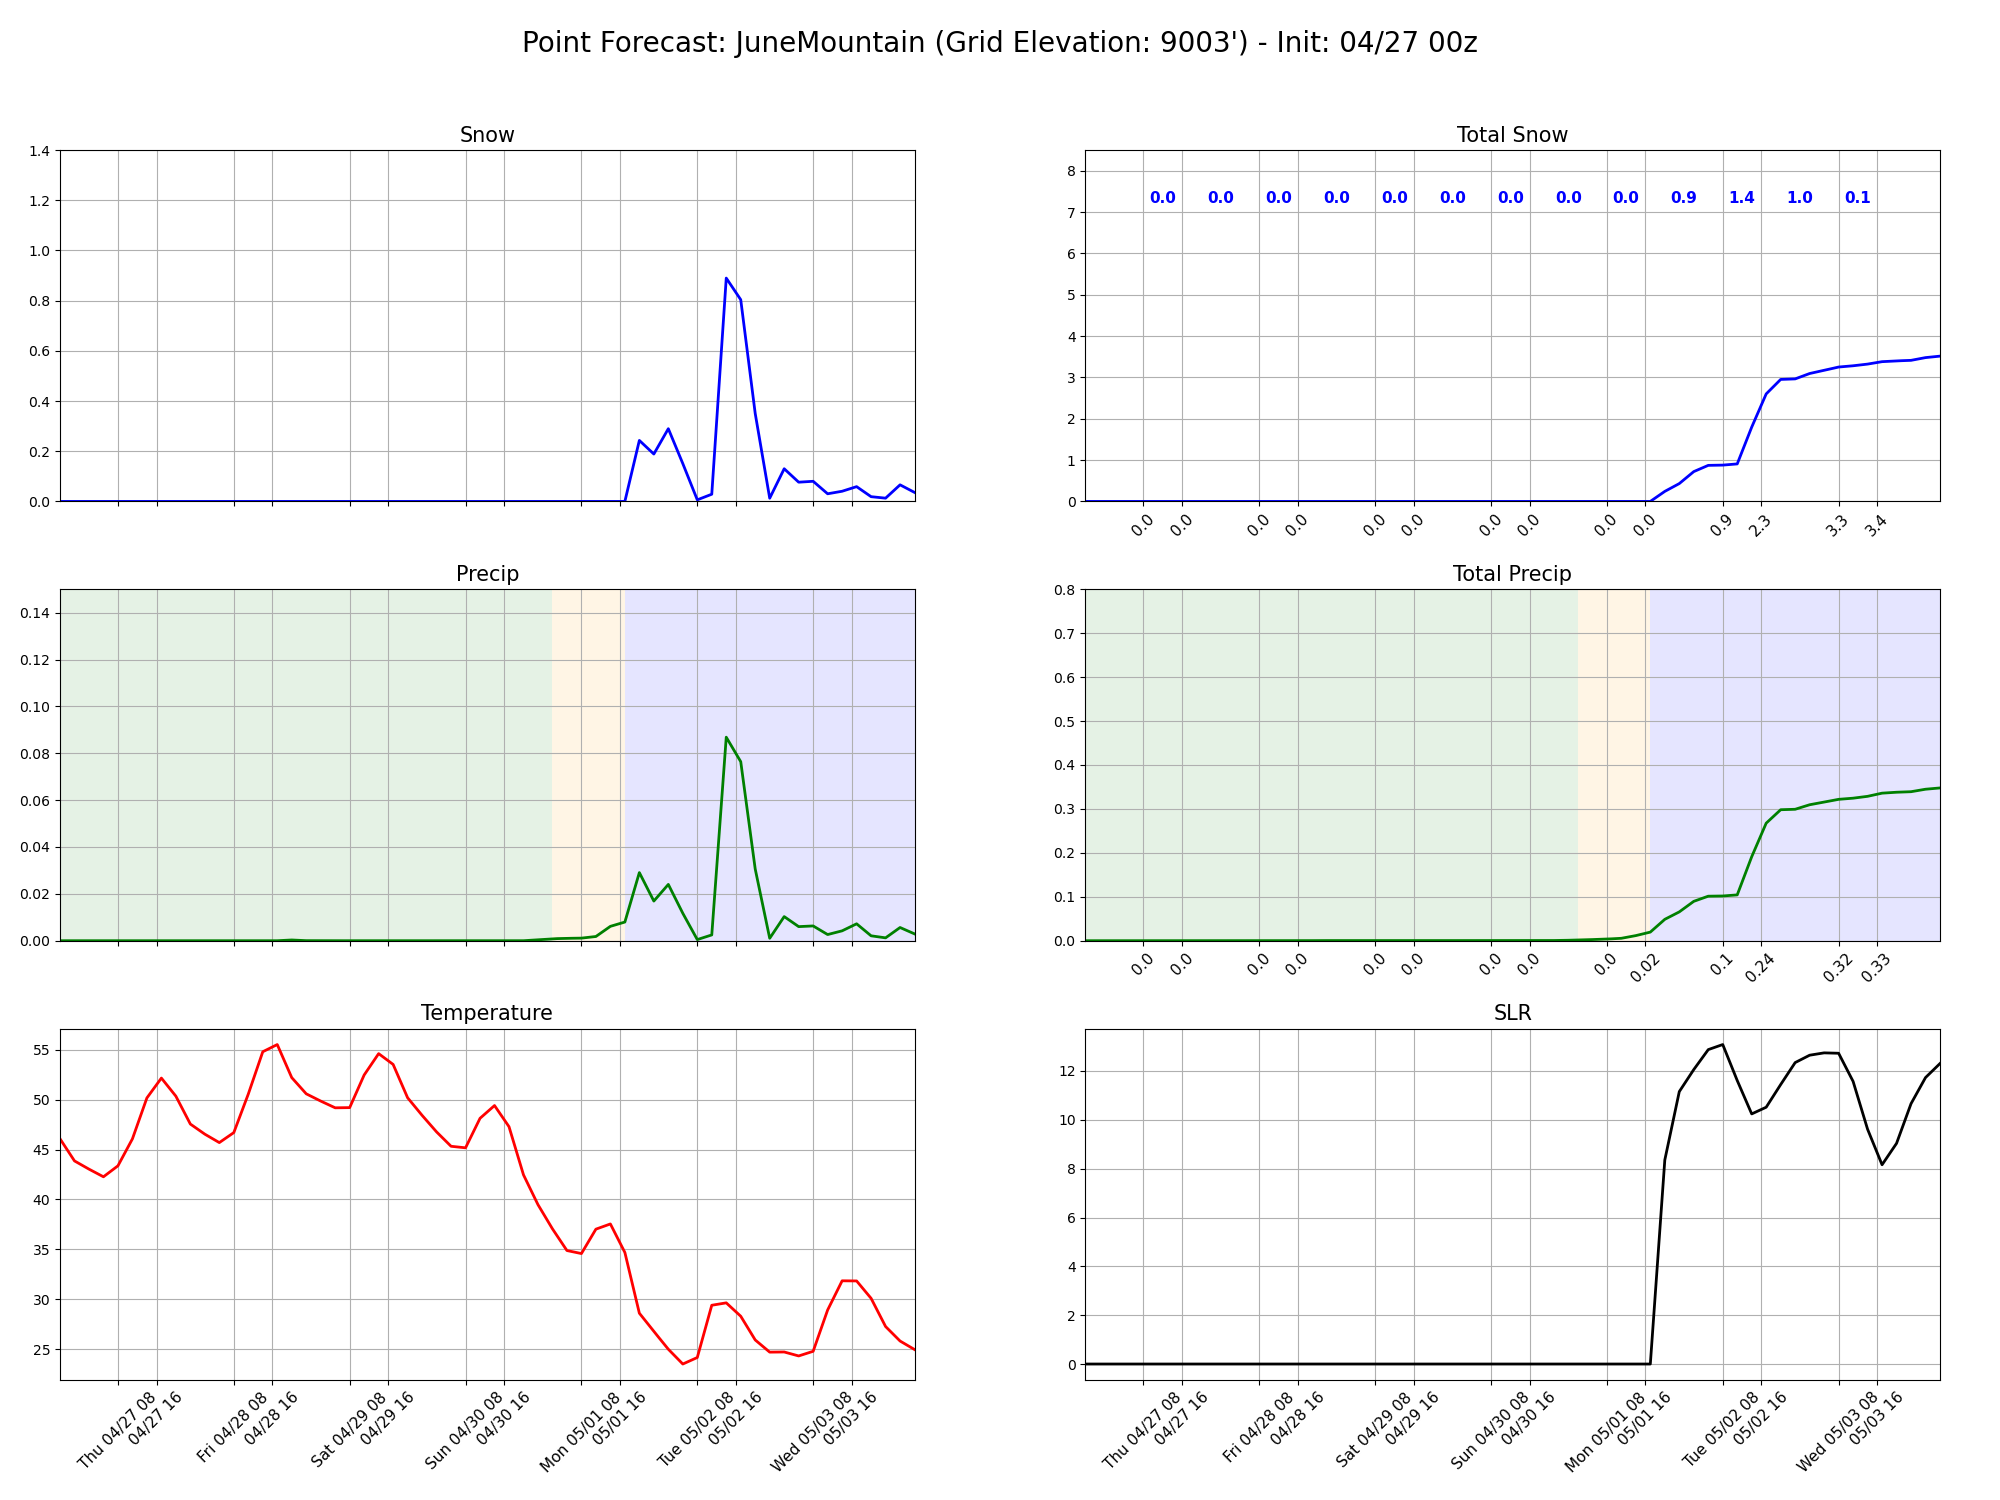 Point Forecast: JuneMountain (Grid Elevation: 9003') - Init: 04/27 00z
Snow
1.4
1.2
1.0
0.8
0.6
0.4
0.2
0.0
Total Snow
8
7
6
5
4
3
2
1
0
0.0 0.0 0.0 0.0 0.0 0.0 0.0 0.0 0.0 0.9 1.4 1.0 0.1
0.0 0.0 0.0 0.0 0.0 0.0 0.0 0.0 0.0 0.0 0.9 2.3 3.3 3.4
Precip
0.14
0.12
0.10
0.08
0.06
0.04
0.02
0.00
Total Precip
0.8
0.7
0.6
0.5
0.4
0.3
0.2
0.1
0.0
0.0 0.0 0.0 0.0 0.0 0.0 0.0 0.0 0.0 0.02 0.1 0.24 0.32 0.33
Temperature
55
50
45
40
35
30
25
Thu 04/27 08
04/27 16
Fri 04/28 08
04/28 16
Sat 04/29 08
04/29 16
Sun 04/30 08
04/30 16
Mon 05/01 08
05/01 16
Tue 05/02 08
05/02 16
Wed 05/03 08
05/03 16
SLR
12
10
8
6
4
2
0
Thu 04/27 08
04/27 16
Fri 04/28 08
04/28 16
Sat 04/29 08
04/29 16
Sun 04/30 08
04/30 16
Mon 05/01 08
05/01 16
Tue 05/02 08
05/02 16
Wed 05/03 08
05/03 16